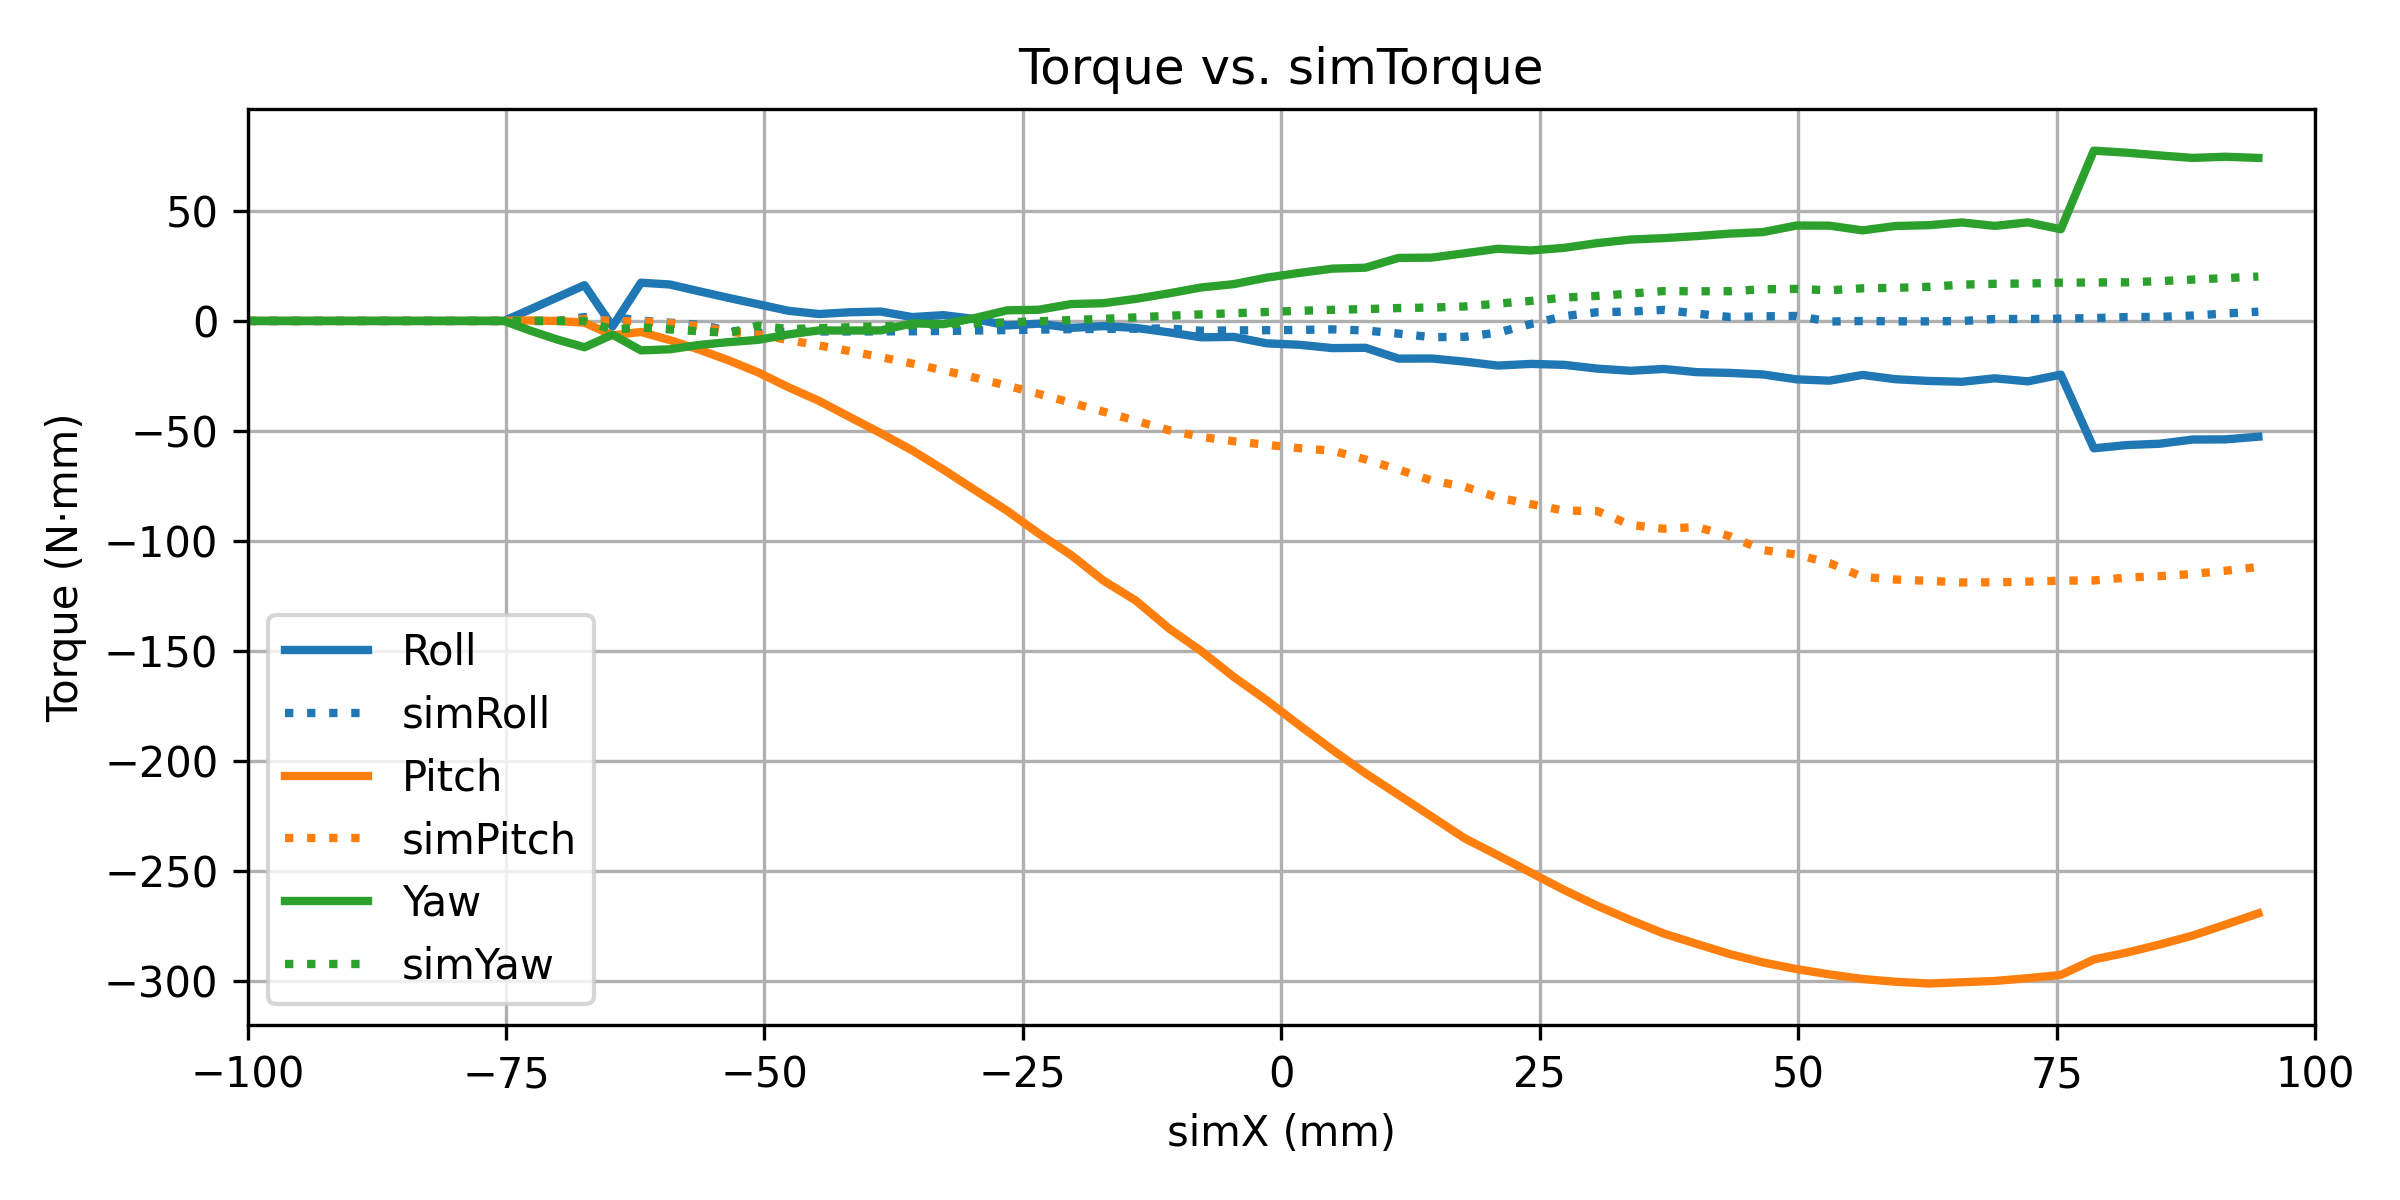 Torque vs. simTorque
Torque (N·mm)
50
0
−50
−100
−150
−200
−250
−300
Roll
simRoll
Pitch
simPitch
Yaw
simYaw
−100 −75 −50 −25 0 25 50 75 100
simX (mm)